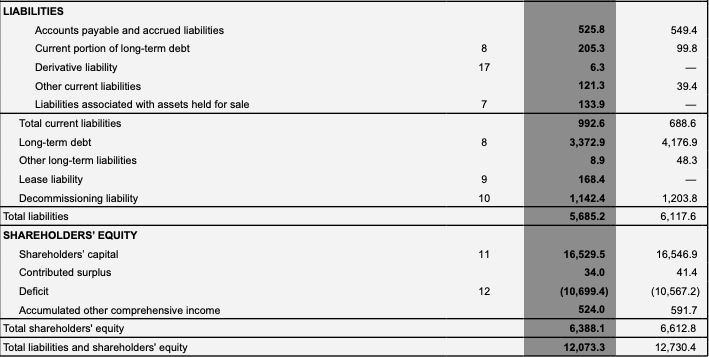 LIABILITIES
Accounts payable and accrued liabilities 525.8 549.4
Current portion of long-term debt 8 205.3 99.8
Derivative liability 17 6.3 —
Other current liabilities 121.3 39.4
Liabilities associated with assets held for sale 7 133.9 —
Total current liabilities 992.6 688.6
Long-term debt 8 3,372.9 4,176.9
Other long-term liabilities 8.9 48.3
Lease liability 9 168.4 —
Decommissioning liability 10 1,142.4 1,203.8
Total liabilities 5,685.2 6,117.6
SHAREHOLDERS' EQUITY
Shareholders' capital 11 16,529.5 16,546.9
Contributed surplus 34.0 41.4
Deficit 12 (10,699.4) (10,567.2)
Accumulated other comprehensive income 524.0 591.7
Total shareholders' equity 6,388.1 6,612.8
Total liabilities and shareholders' equity 12,073.3 12,730.4